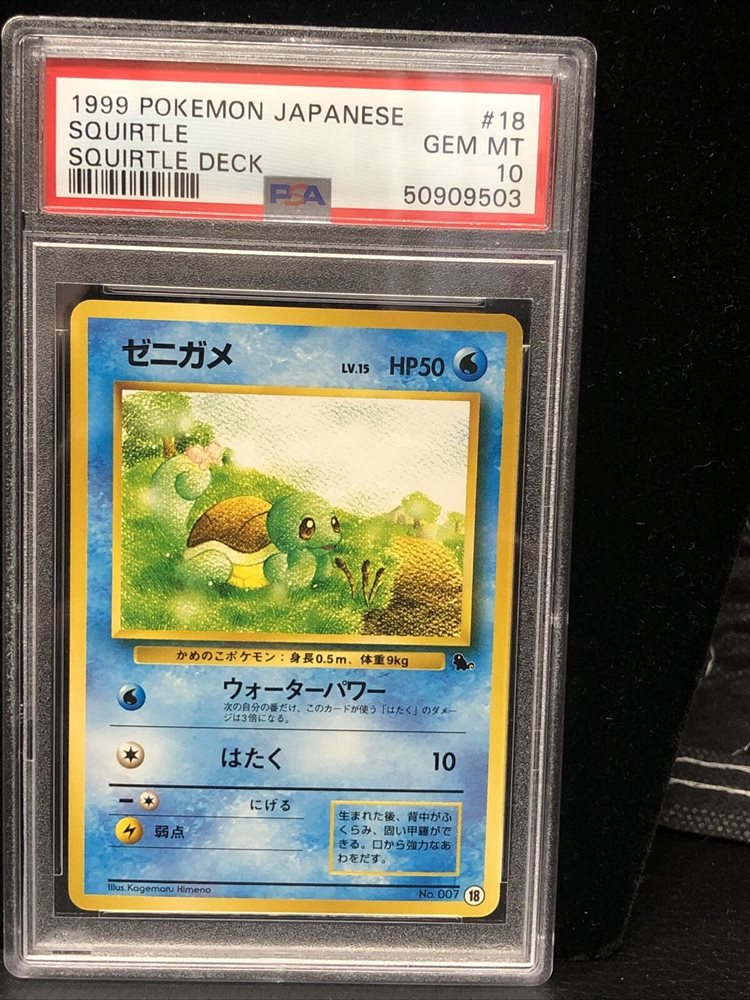 1999 POKEMON JAPANESE #18
SQUIRTLE GEM MT
SQUIRTLE DECK 10
PSA 50909503
ゼニガメ LV.15 HP50
かめのこポケモン：身長0.5m、体重9kg
ウォーターパワー
次の自分の番だけ、このカードが使う「はたく」のダメー
ジは3倍になる。
はたく 10
にげる
弱点
生まれた後、背中がふ
くらみ、固い甲羅がで
きる。口から強力なあ
わをだす。
Illus.Kagemaru Himeno No.007 18